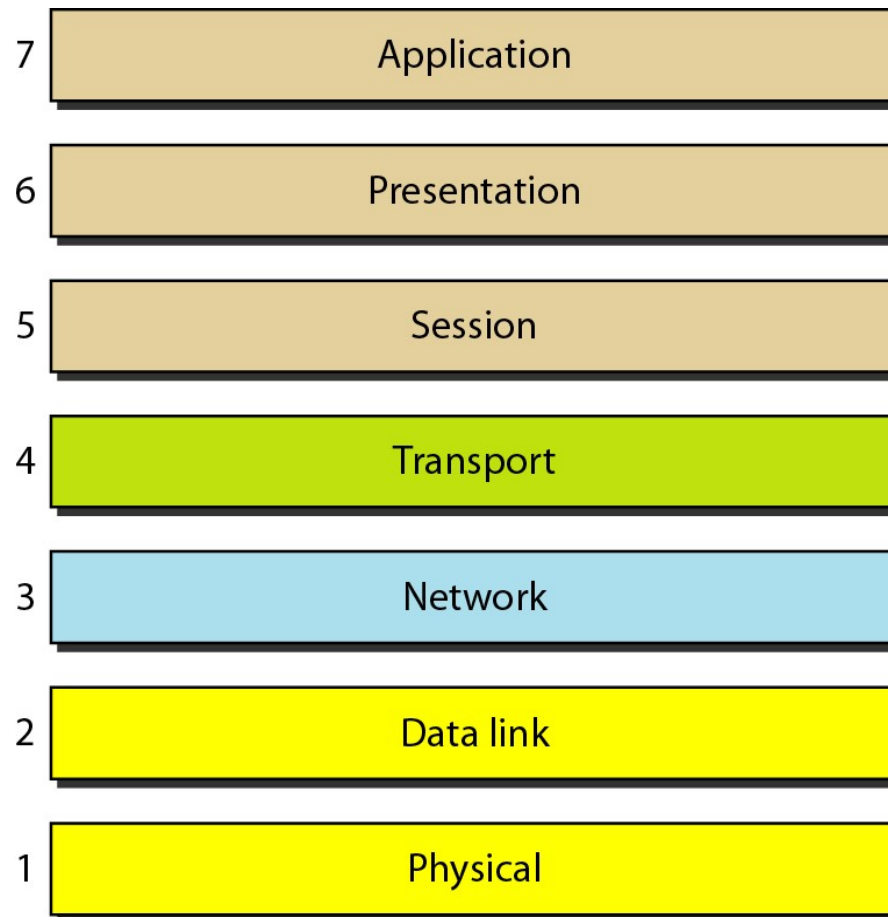 7 Application
6 Presentation
5 Session
4 Transport
3 Network
2 Data link
1 Physical